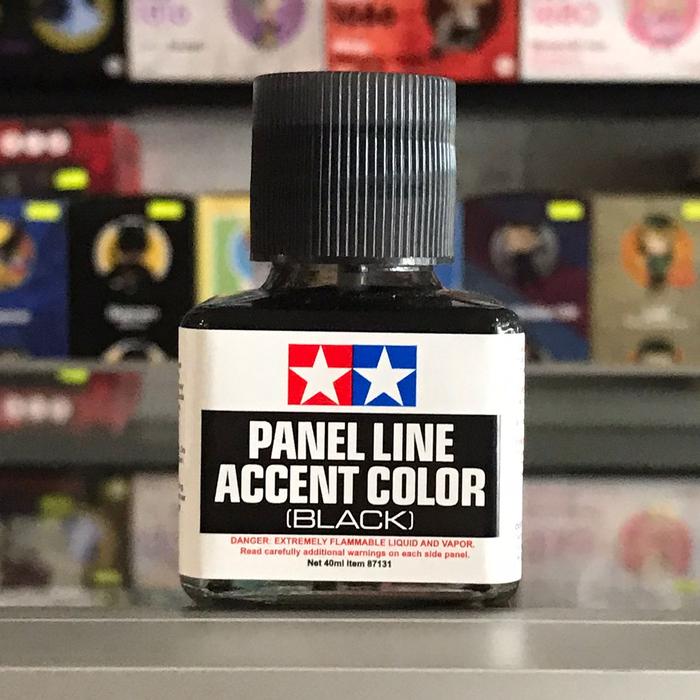 PANEL LINE
ACCENT COLOR
(BLACK)
DANGER: EXTREMELY FLAMMABLE LIQUID AND VAPOR.
Read carefully additional warnings on each side panel.
Net 40ml Item 87131